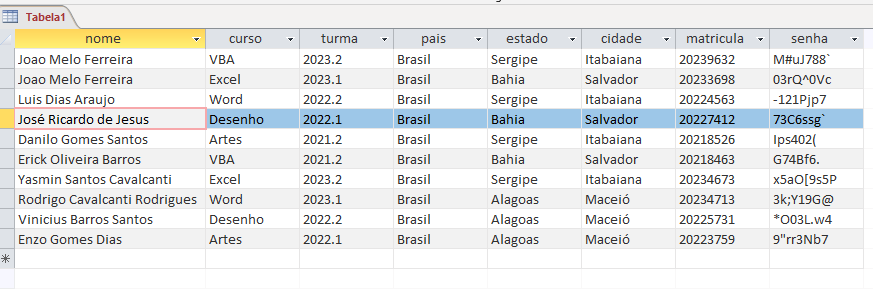 Tabela1
nome curso turma pais estado cidade matricula senha
Joao Melo Ferreira VBA 2023.2 Brasil Sergipe Itabaiana 20239632 M#uJ788`
Joao Melo Ferreira Excel 2023.1 Brasil Bahia Salvador 20233698 03rQ^0Vc
Luis Dias Araujo Word 2022.2 Brasil Sergipe Itabaiana 20224563 -121Pjp7
José Ricardo de Jesus Desenho 2022.1 Brasil Bahia Salvador 20227412 73C6ssg`
Danilo Gomes Santos Artes 2021.2 Brasil Sergipe Itabaiana 20218526 Ips402(
Erick Oliveira Barros VBA 2021.2 Brasil Bahia Salvador 20218463 G74Bf6.
Yasmin Santos Cavalcanti Excel 2023.2 Brasil Sergipe Itabaiana 20234673 x5aO[9s5P
Rodrigo Cavalcanti Rodrigues Word 2023.1 Brasil Alagoas Maceió 20234713 3k;Y19G@
Vinicius Barros Santos Desenho 2022.2 Brasil Alagoas Maceió 20225731 *O03L.w4
Enzo Gomes Dias Artes 2022.1 Brasil Alagoas Maceió 20223759 9"rr3Nb7